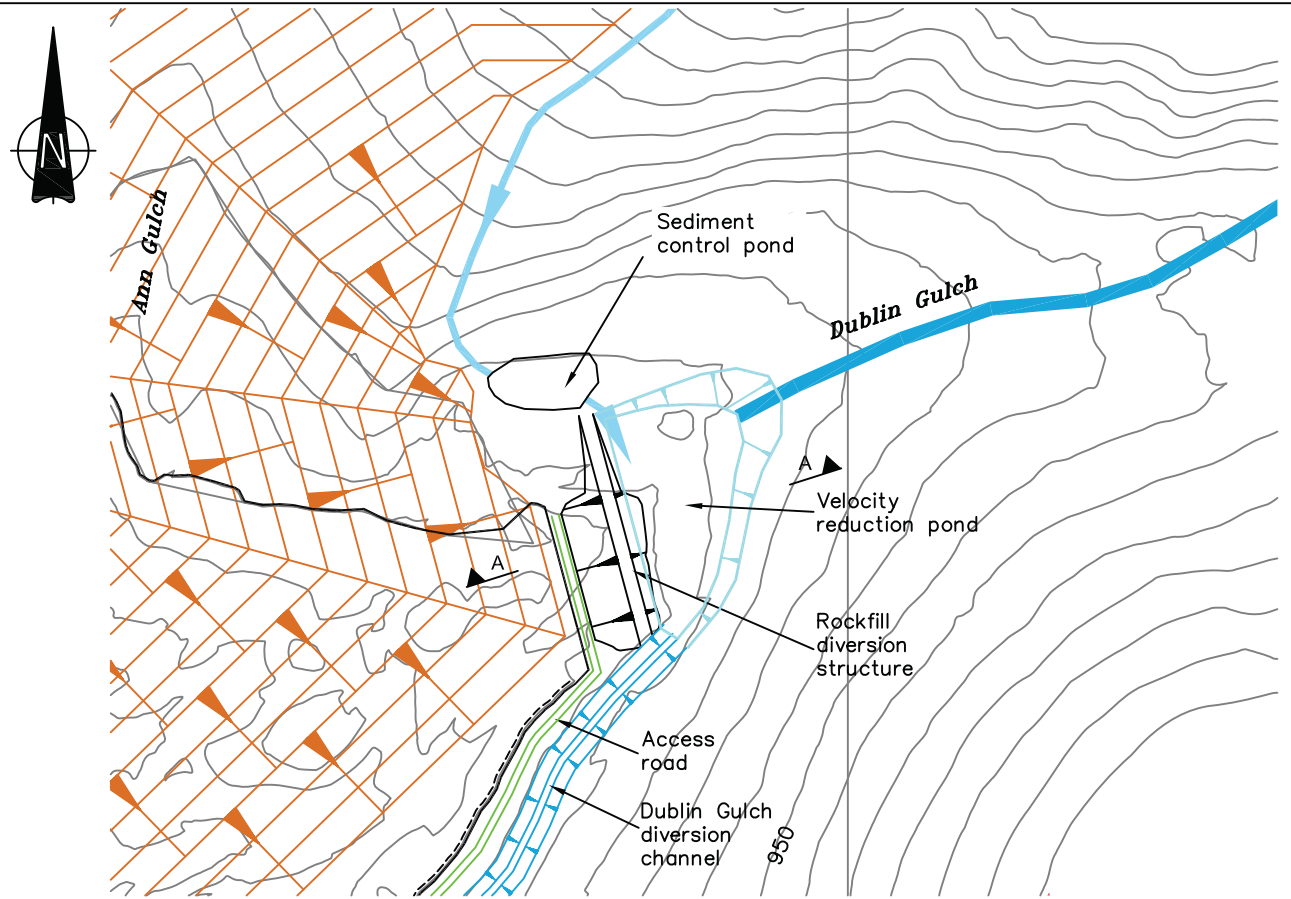 N
Ann Gulch
Sediment
control pond
Dublin Gulch
A
Velocity
reduction pond
A
Rockfill
diversion
structure
Access
road
Dublin Gulch
diversion
channel
950